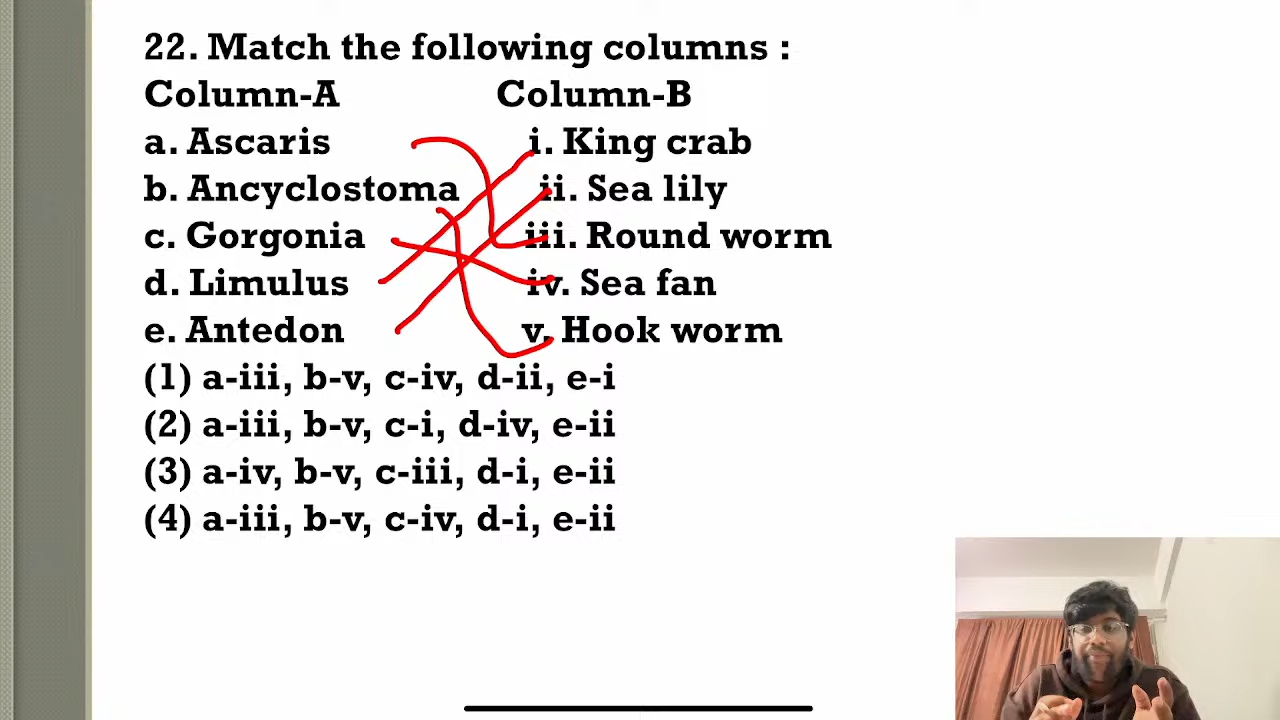 22. Match the following columns :
Column-A Column-B
a. Ascaris i. King crab
b. Ancyclostoma ii. Sea lily
c. Gorgonia iii. Round worm
d. Limulus iv. Sea fan
e. Antedon v. Hook worm
(1) a-iii, b-v, c-iv, d-ii, e-i
(2) a-iii, b-v, c-i, d-iv, e-ii
(3) a-iv, b-v, c-iii, d-i, e-ii
(4) a-iii, b-v, c-iv, d-i, e-ii